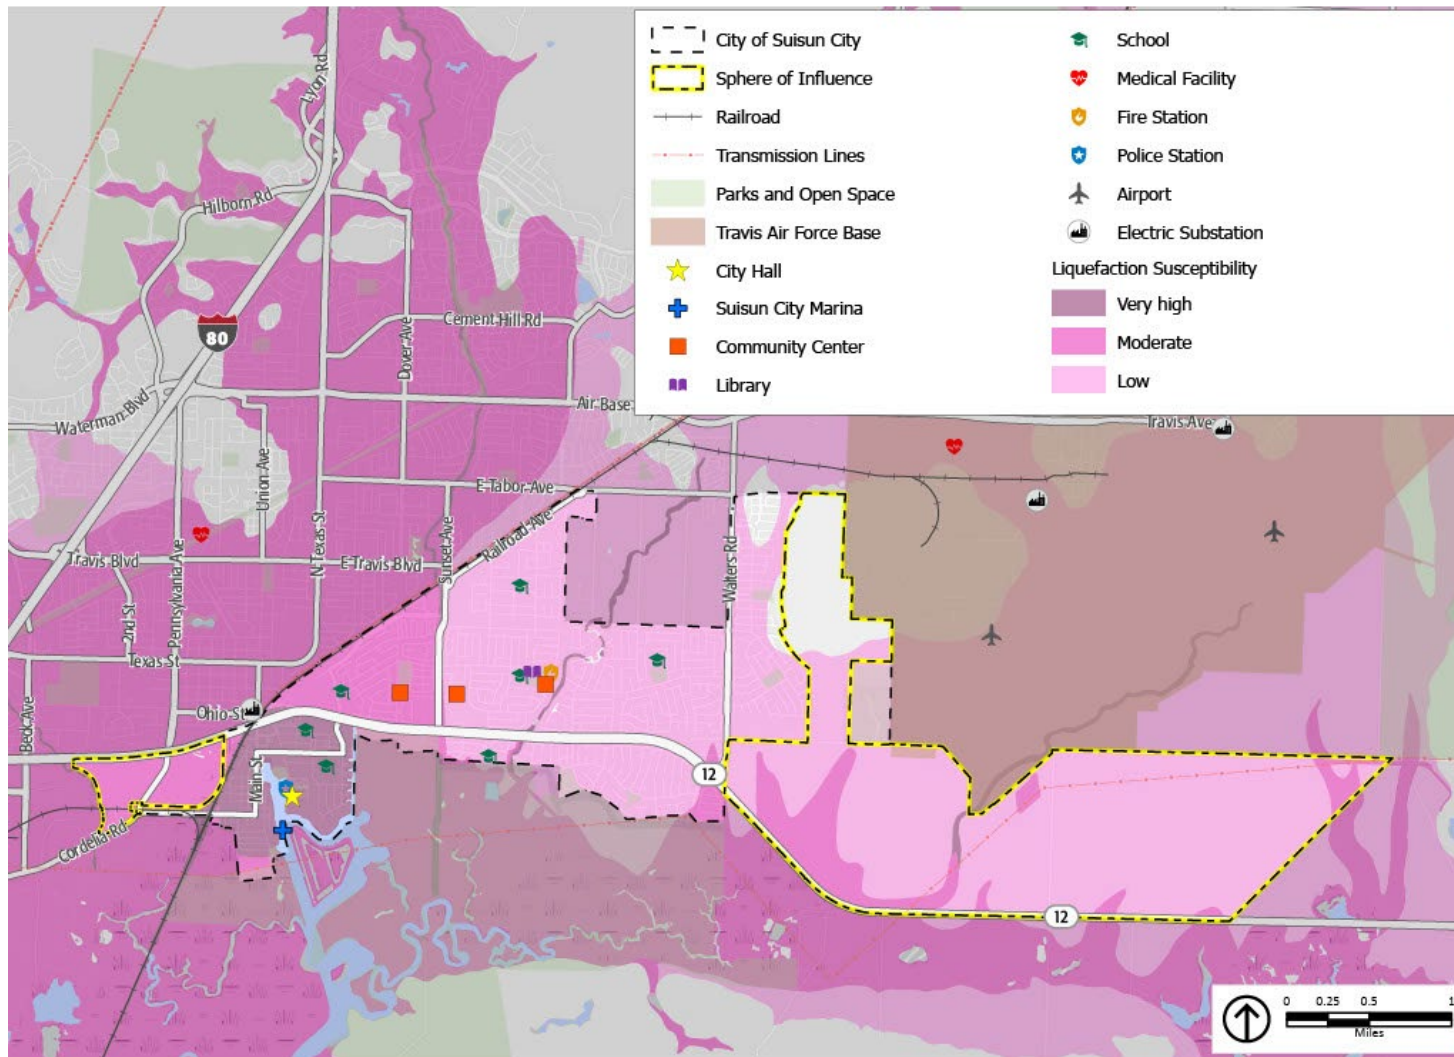 City of Suisun City
Sphere of Influence
Railroad
Transmission Lines
Parks and Open Space
Travis Air Force Base
City Hall
Suisun City Marina
Community Center
Library
School
Medical Facility
Fire Station
Police Station
Airport
Electric Substation
Liquefaction Susceptibility
Very high
Moderate
Low
Lyon Rd
Hilborn Rd
80
Cement Hill Rd
Dover Ave
Waterman Blvd
Air Base
Travis Ave
Union Ave
E Tabor Ave
Pennsylvania Ave
N Texas St
Sunset Ave
Railroad Ave
Walters Rd
Travis Blvd
E Travis Blvd
2nd St
Texas St
Beck Ave
Ohio St
Main St
12
Cordelia Rd
12
0 0.25 0.5 1
Miles